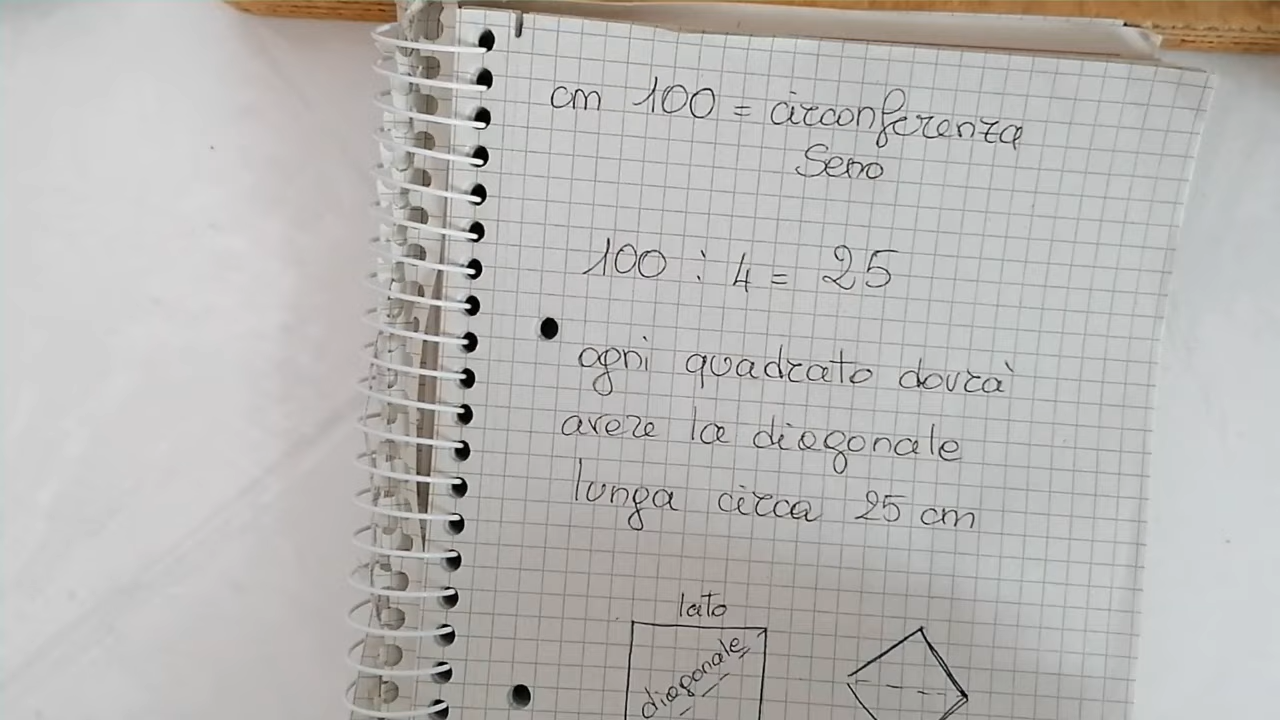 cm 100 = circonferenza
Seno
100 : 4 = 25
ogni quadrato dovrà
avere la diagonale
lunga circa 25 cm
lato
diagonale